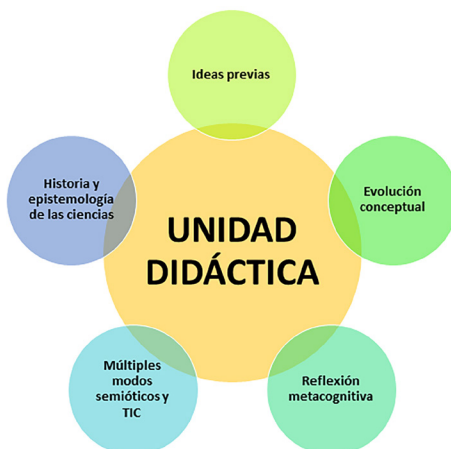 Ideas previas
Historia y
epistemología
de las ciencias
Evolución
conceptual
UNIDAD
DIDÁCTICA
Múltiples
modos
semióticos y
TIC
Reflexión
metacognitiva